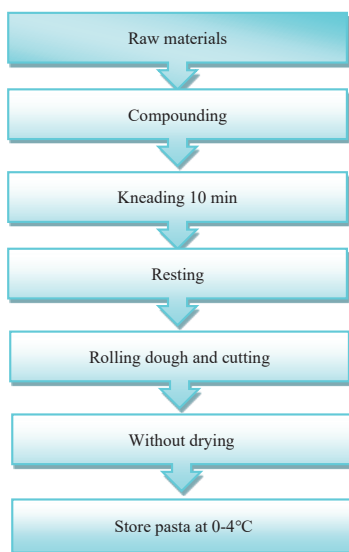 Raw materials
Compounding
Kneading 10 min
Resting
Rolling dough and cutting
Without drying
Store pasta at 0-4℃